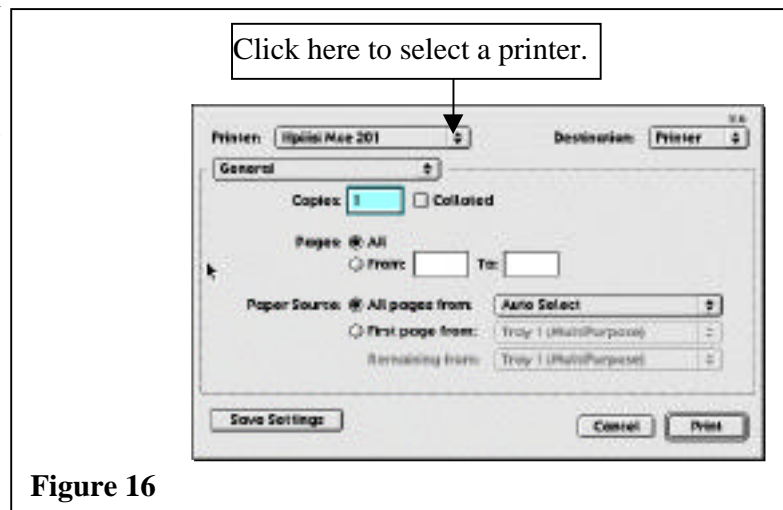 Click here to select a printer.
Printer: 201 Destination: Printer
General
Copies: 1 Collated
Pages: All
From: To:
Paper Source: All pages from: Auto Select
First page from: Tray 1 (MultiPurpose)
Remaining from: Tray 1 (MultiPurpose)
Save Settings Cancel Print
Figure 16